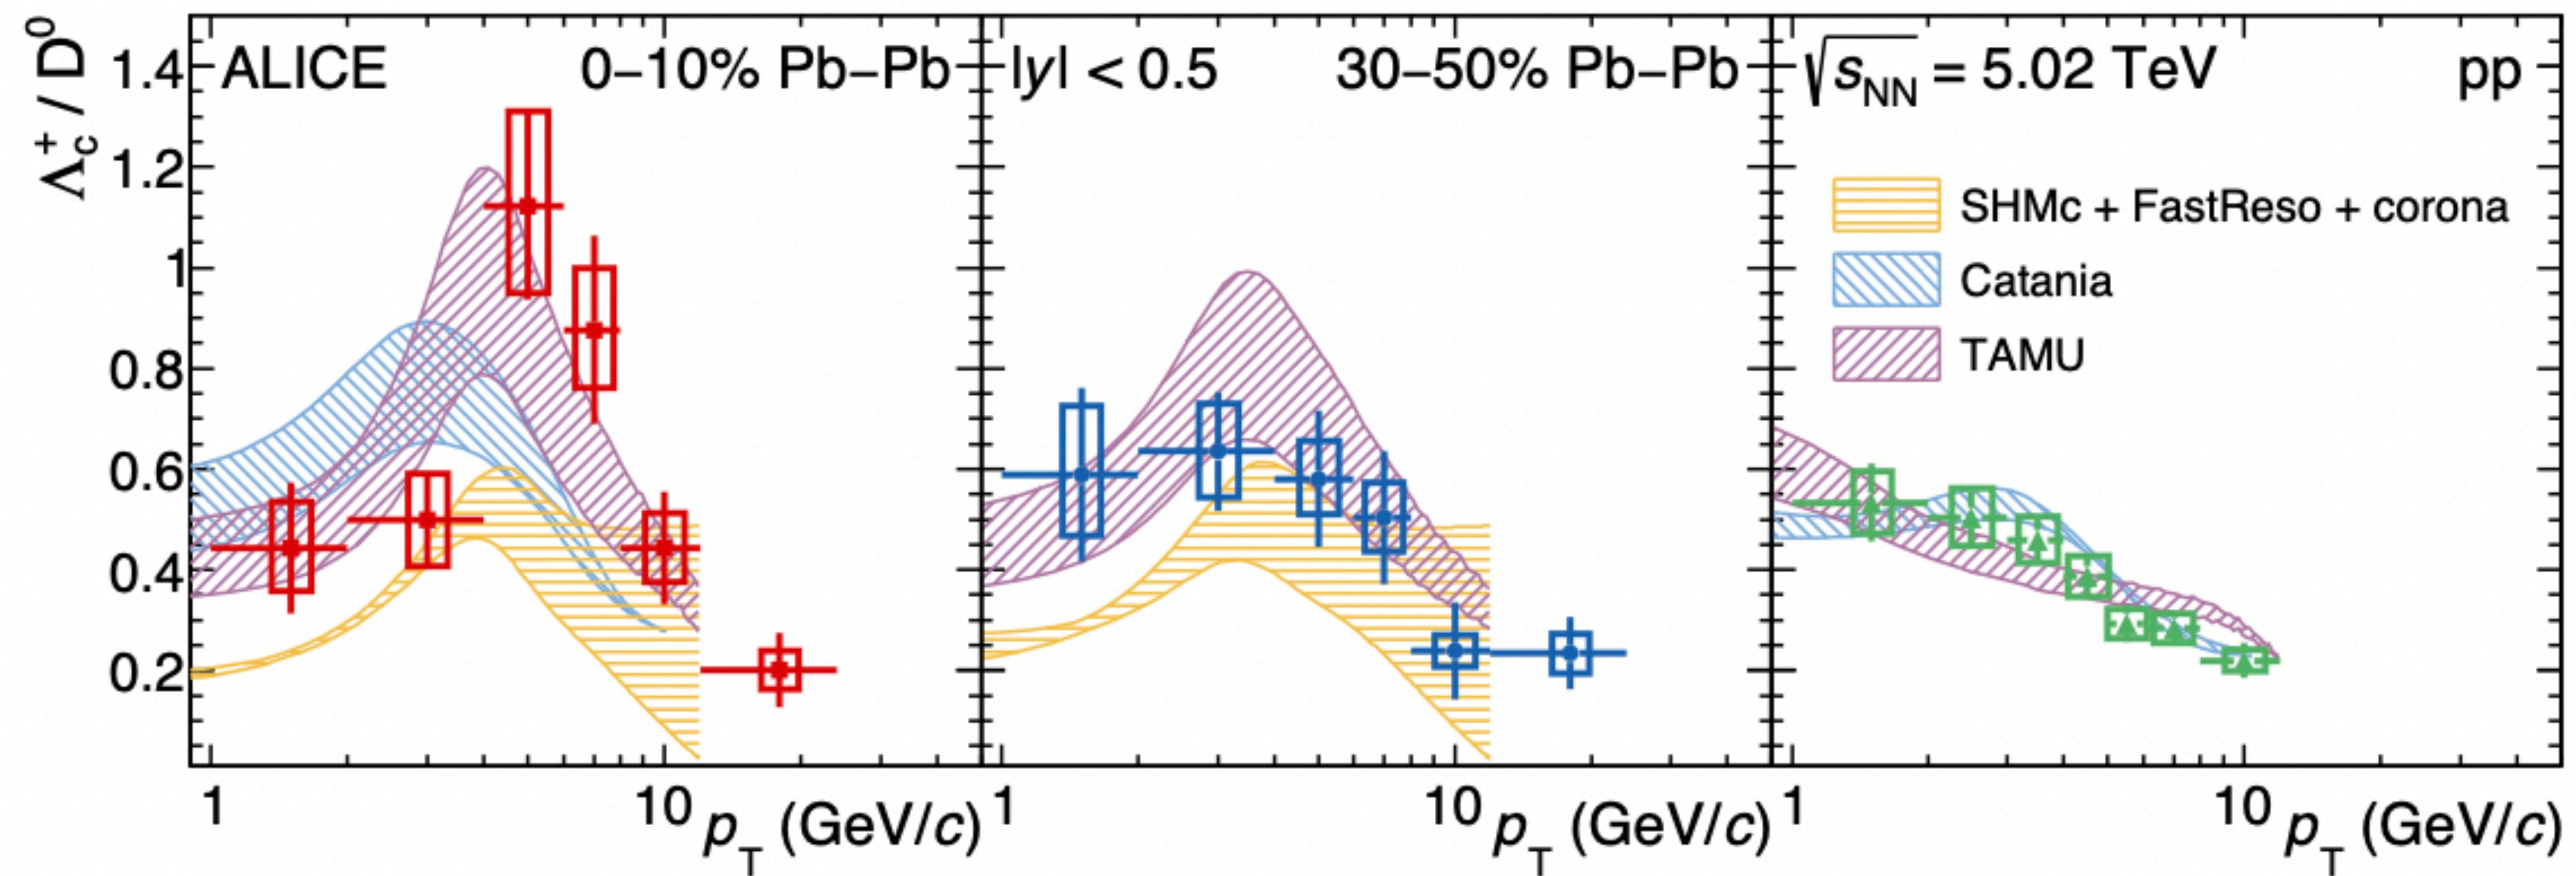 Λc+ / D0
ALICE 0−10% Pb−Pb |y| < 0.5 30−50% Pb−Pb √sNN = 5.02 TeV pp
1.4
1.2
1
0.8
0.6
0.4
0.2
SHMc + FastReso + corona
Catania
TAMU
1 10 1 10 1 10
pT (GeV/c) pT (GeV/c) pT (GeV/c)